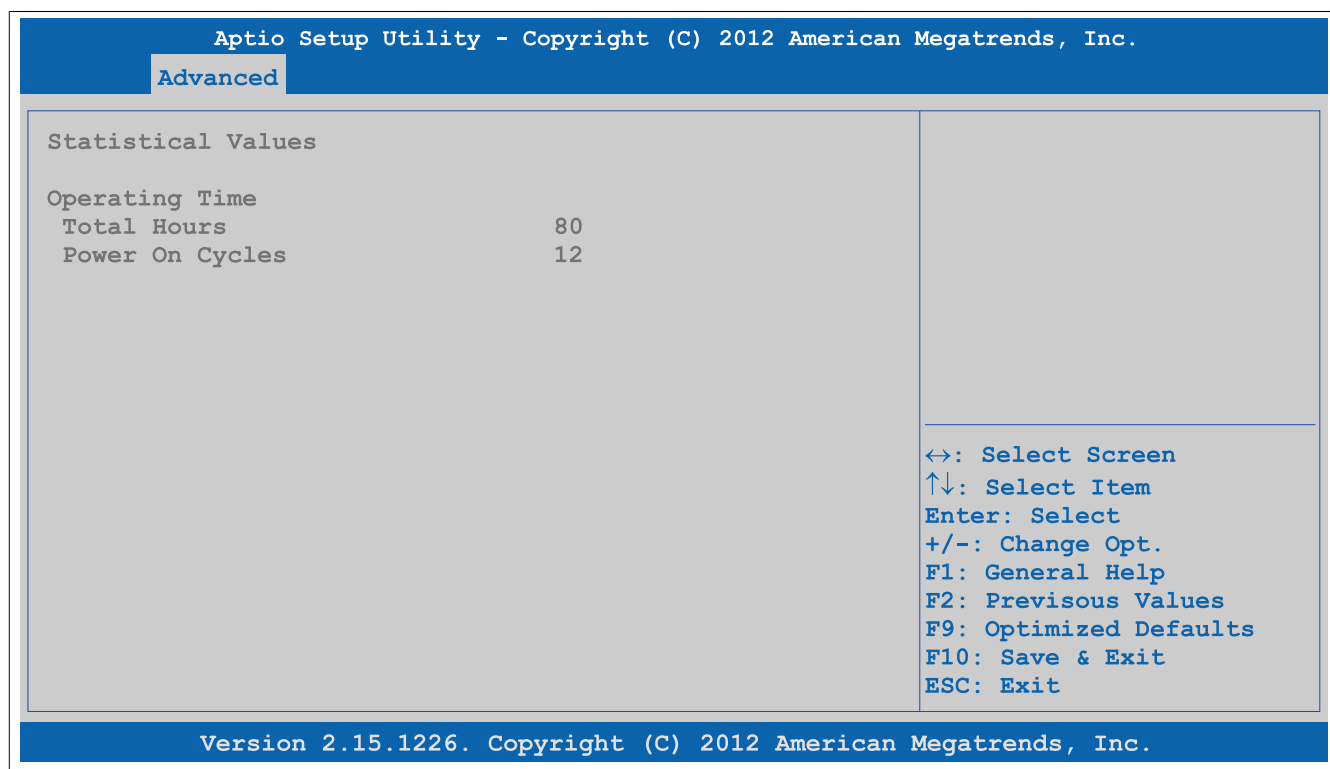 Aptio Setup Utility - Copyright (C) 2012 American Megatrends, Inc.
Advanced
Statistical Values
Operating Time
Total Hours 80
Power On Cycles 12
↔: Select Screen
↑↓: Select Item
Enter: Select
+/-: Change Opt.
F1: General Help
F2: Previsous Values
F9: Optimized Defaults
F10: Save & Exit
ESC: Exit
Version 2.15.1226. Copyright (C) 2012 American Megatrends, Inc.